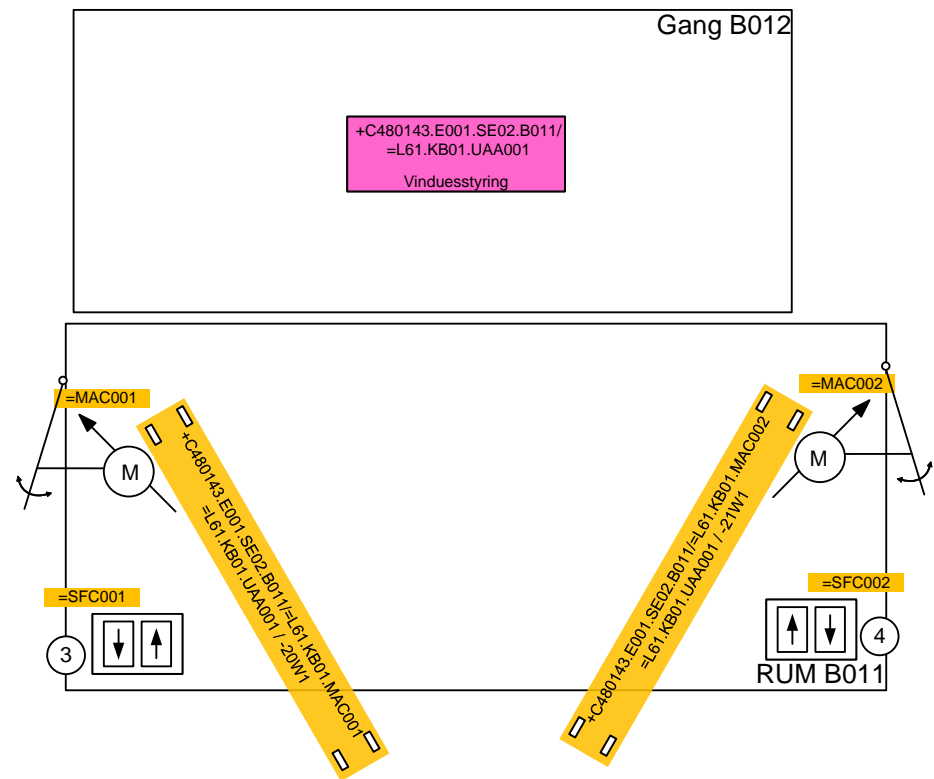 Gang B012
+C480143.E001.SE02.B011/
=L61.KB01.UAA001
Vinduesstyring
=MAC001
=MAC002
M
M
+C480143.E001.SE02.B011/=L61.KB01.MAC001
=L61.KB01.UAA001 / -20W1
+C480143.E001.SE02.B011/=L61.KB01.MAC002
=L61.KB01.UAA001 / -21W1
=SFC001
=SFC002
3
4
RUM B011